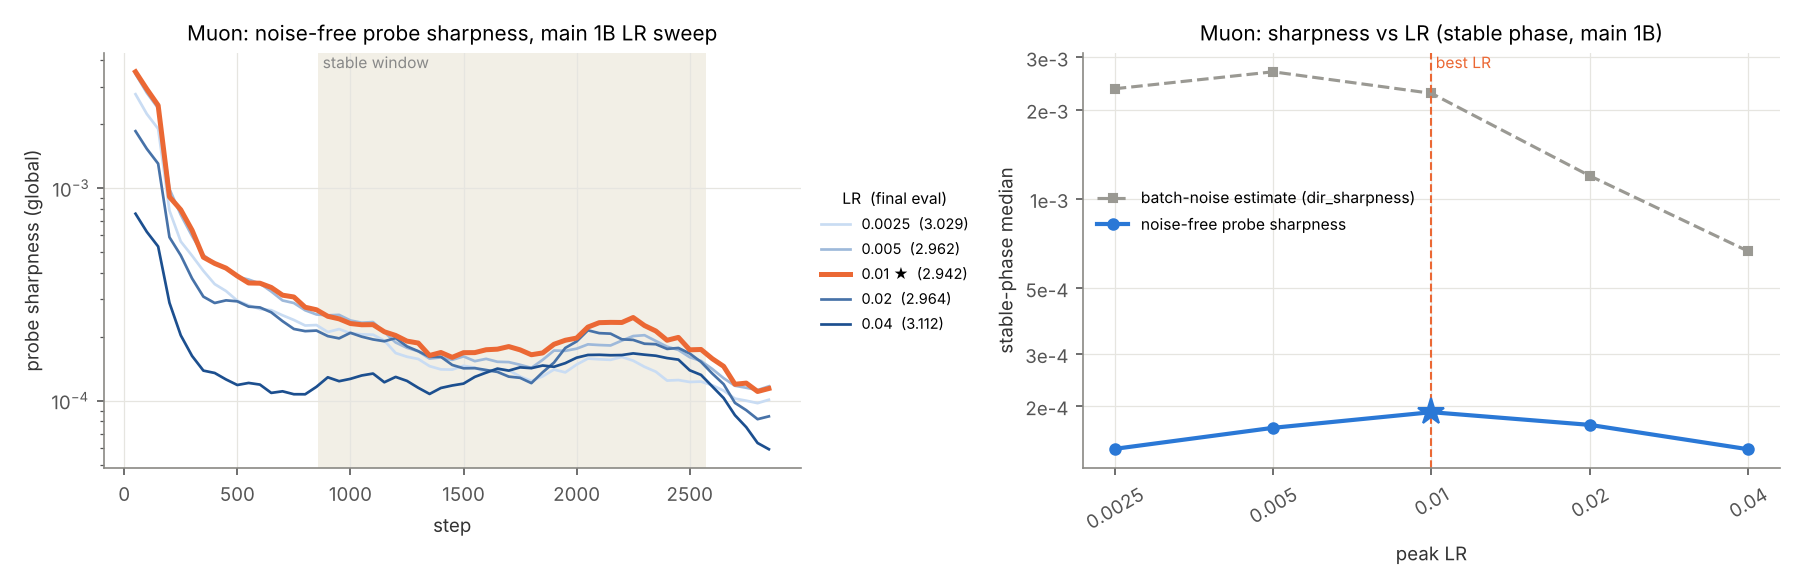 Muon: noise-free probe sharpness, main 1B LR sweep
stable window
probe sharpness (global)
10⁻³
10⁻⁴
0
500
1000
1500
2000
2500
step
LR (final eval)
0.0025 (3.029)
0.005 (2.962)
0.01 ★ (2.942)
0.02 (2.964)
0.04 (3.112)
Muon: sharpness vs LR (stable phase, main 1B)
best LR
stable-phase median
3e-3
2e-3
1e-3
5e-4
3e-4
2e-4
batch-noise estimate (dir_sharpness)
noise-free probe sharpness
0.0025
0.005
0.01
0.02
0.04
peak LR